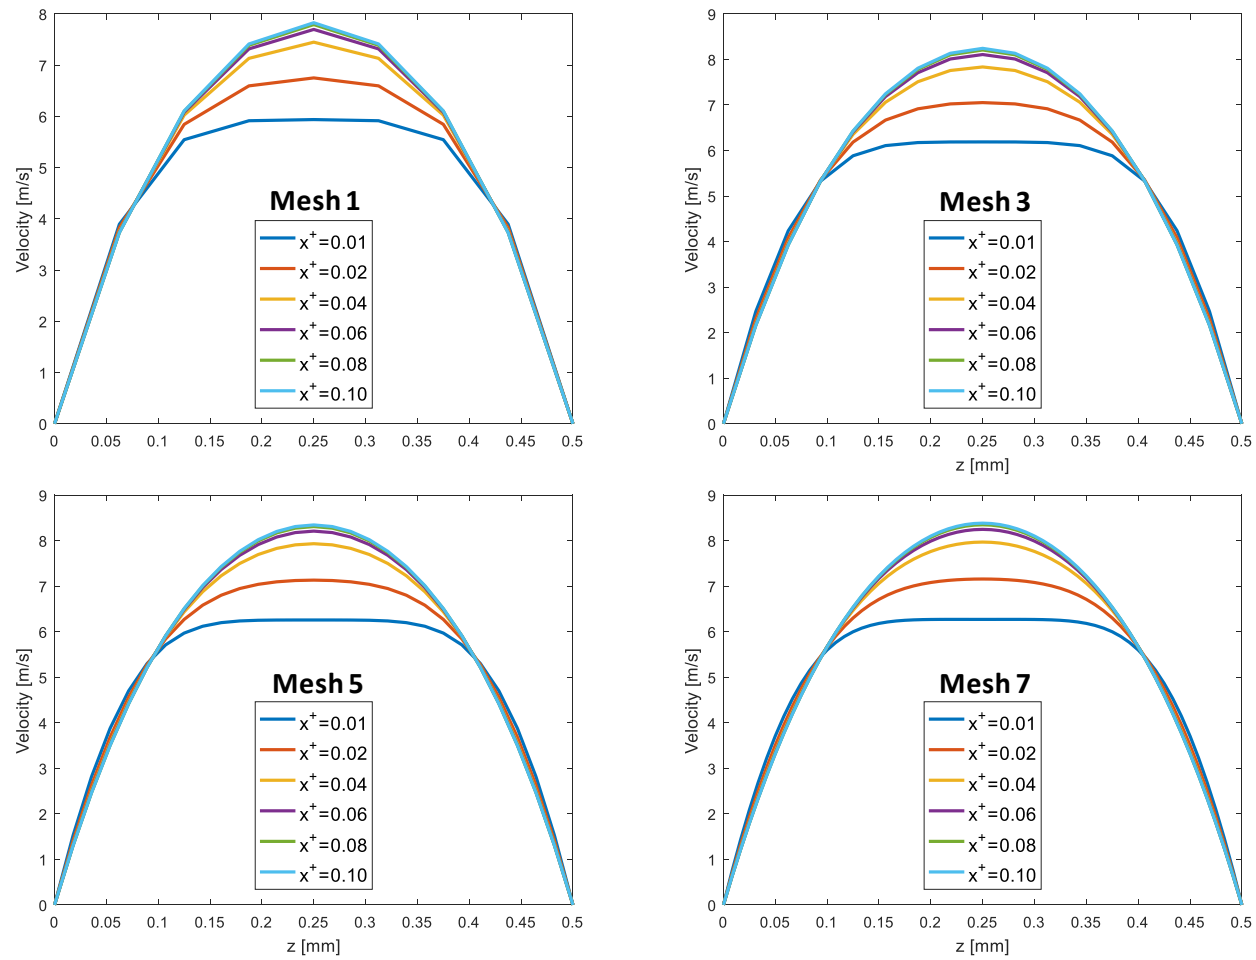 8
7
6
5
4
3
2
1
0
Velocity [m/s]
Mesh 1
x+=0.01
x+=0.02
x+=0.04
x+=0.06
x+=0.08
x+=0.10
0 0.05 0.1 0.15 0.2 0.25 0.3 0.35 0.4 0.45 0.5
9
8
7
6
5
4
3
2
1
0
Velocity [m/s]
Mesh 3
x+=0.01
x+=0.02
x+=0.04
x+=0.06
x+=0.08
x+=0.10
0 0.05 0.1 0.15 0.2 0.25 0.3 0.35 0.4 0.45 0.5
z [mm]
9
8
7
6
5
4
3
2
1
0
Velocity [m/s]
Mesh 5
x+=0.01
x+=0.02
x+=0.04
x+=0.06
x+=0.08
x+=0.10
0 0.05 0.1 0.15 0.2 0.25 0.3 0.35 0.4 0.45 0.5
z [mm]
9
8
7
6
5
4
3
2
1
0
Velocity [m/s]
Mesh 7
x+=0.01
x+=0.02
x+=0.04
x+=0.06
x+=0.08
x+=0.10
0 0.05 0.1 0.15 0.2 0.25 0.3 0.35 0.4 0.45 0.5
z [mm]